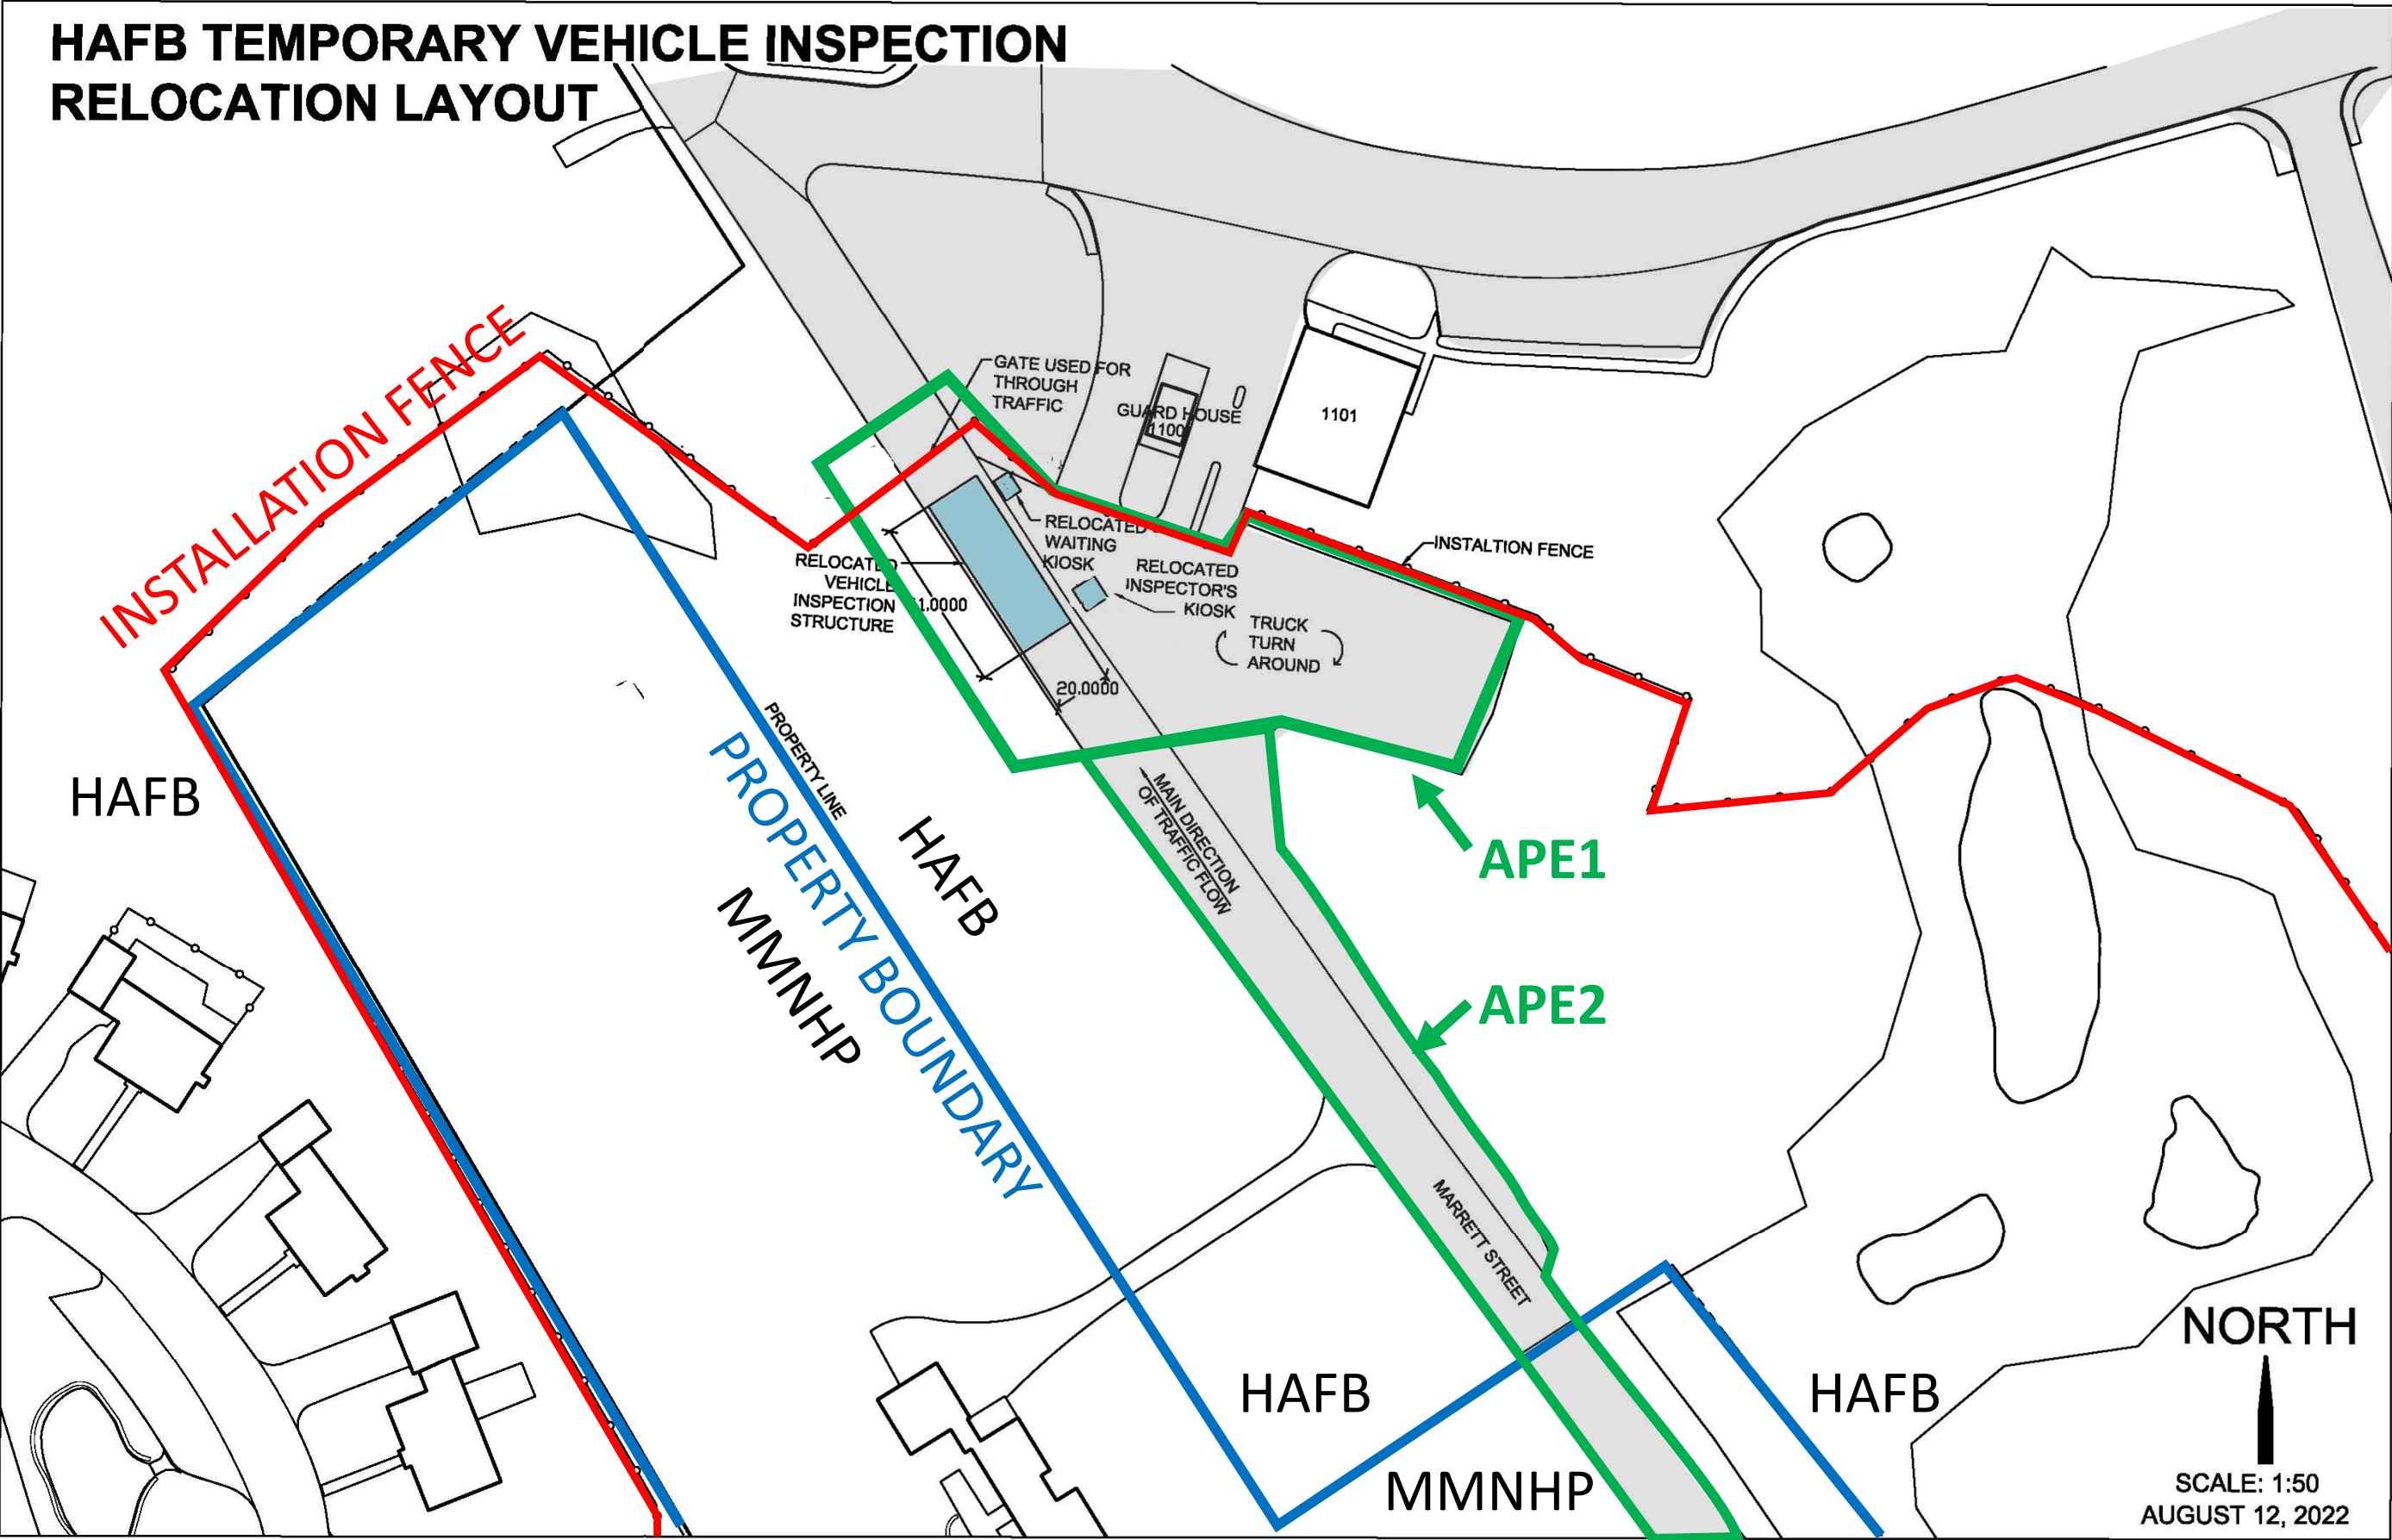 HAFB TEMPORARY VEHICLE INSPECTION
RELOCATION LAYOUT
INSTALLATION FENCE
GATE USED FOR
THROUGH
TRAFFIC
GUARD HOUSE
1100
1101
RELOCATED
WAITING
KIOSK
RELOCATED
INSPECTOR'S
KIOSK
INSTALTION FENCE
RELOCATED
VEHICLE
INSPECTION
STRUCTURE
1.0000
TRUCK
TURN
AROUND
20.0000
PROPERTY LINE
PROPERTY BOUNDARY
HAFB
HAFB
MMNHP
MAIN DIRECTION
OF TRAFFIC FLOW
APE1
APE2
MARRETT STREET
HAFB
MMNHP
HAFB
NORTH
SCALE: 1:50
AUGUST 12, 2022